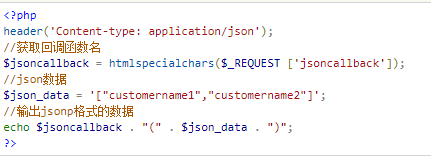 <?php
header('Content-type: application/json');
//获取回调函数名
$jsoncallback = htmlspecialchars($_REQUEST ['jsoncallback']);
//json数据
$json_data = '["customername1","customername2"]';
//输出jsonp格式的数据
echo $jsoncallback . "(" . $json_data . ")";
?>